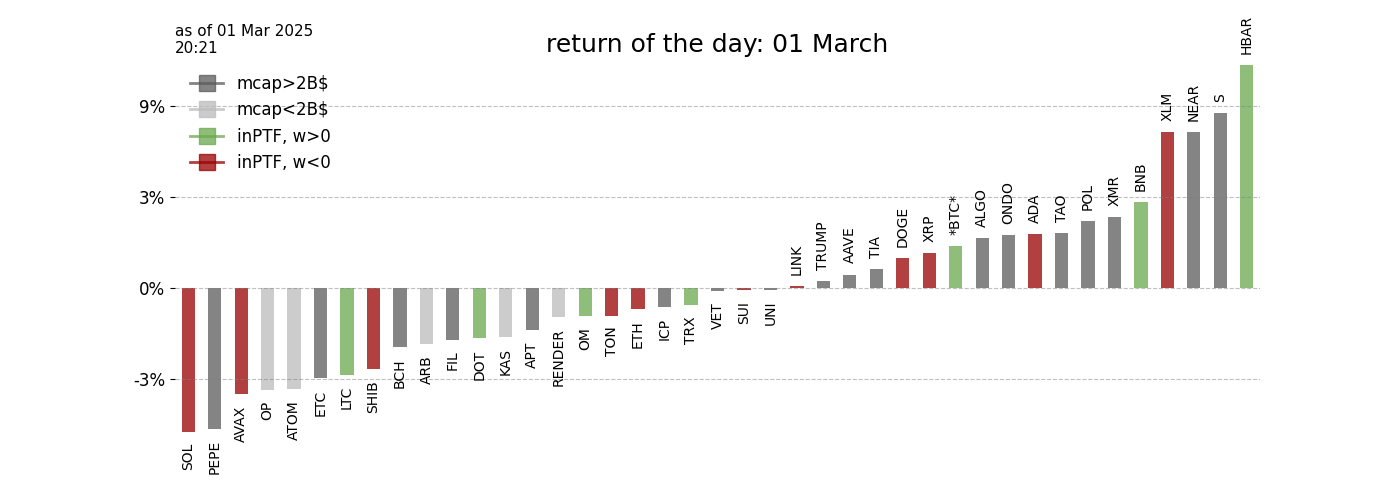 as of 01 Mar 2025
20:21
return of the day: 01 March
mcap>2B$
mcap<2B$
inPTF, w>0
inPTF, w<0
9%
3%
0%
-3%
SOL
PEPE
AVAX
OP
ATOM
ETC
LTC
SHIB
BCH
ARB
FIL
DOT
KAS
APT
RENDER
OM
TON
ETH
ICP
TRX
VET
SUI
UNI
LINK
TRUMP
AAVE
TIA
DOGE
XRP
*BTC*
ALGO
ONDO
ADA
TAO
POL
XMR
BNB
XLM
NEAR
S
HBAR